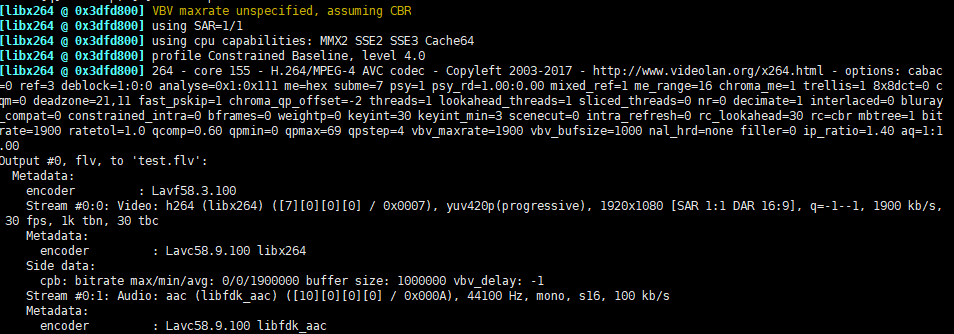 [libx264 @ 0x3dfd800] VBV maxrate unspecified, assuming CBR
[libx264 @ 0x3dfd800] using SAR=1/1
[libx264 @ 0x3dfd800] using cpu capabilities: MMX2 SSE2 SSE3 Cache64
[libx264 @ 0x3dfd800] profile Constrained Baseline, level 4.0
[libx264 @ 0x3dfd800] 264 - core 155 - H.264/MPEG-4 AVC codec - Copyleft 2003-2017 - http://www.videolan.org/x264.html - options: cabac
=0 ref=3 deblock=1:0:0 analyse=0x1:0x111 me=hex subme=7 psy=1 psy_rd=1.00:0.00 mixed_ref=1 me_range=16 chroma_me=1 trellis=1 8x8dct=0 c
qm=0 deadzone=21,11 fast_pskip=1 chroma_qp_offset=-2 threads=1 lookahead_threads=1 sliced_threads=0 nr=0 decimate=1 interlaced=0 bluray
_compat=0 constrained_intra=0 bframes=0 weightp=0 keyint=30 keyint_min=3 scenecut=0 intra_refresh=0 rc_lookahead=30 rc=cbr mbtree=1 bit
rate=1900 ratetol=1.0 qcomp=0.60 qpmin=0 qpmax=69 qpstep=4 vbv_maxrate=1900 vbv_bufsize=1000 nal_hrd=none filler=0 ip_ratio=1.40 aq=1:1
.00
Output #0, flv, to 'test.flv':
  Metadata:
    encoder         : Lavf58.3.100
    Stream #0:0: Video: h264 (libx264) ([7][0][0][0] / 0x0007), yuv420p(progressive), 1920x1080 [SAR 1:1 DAR 16:9], q=-1--1, 1900 kb/s,
 30 fps, 1k tbn, 30 tbc
    Metadata:
      encoder         : Lavc58.9.100 libx264
    Side data:
      cpb: bitrate max/min/avg: 0/0/1900000 buffer size: 1000000 vbv_delay: -1
    Stream #0:1: Audio: aac (libfdk_aac) ([10][0][0][0] / 0x000A), 44100 Hz, mono, s16, 100 kb/s
    Metadata:
      encoder         : Lavc58.9.100 libfdk_aac